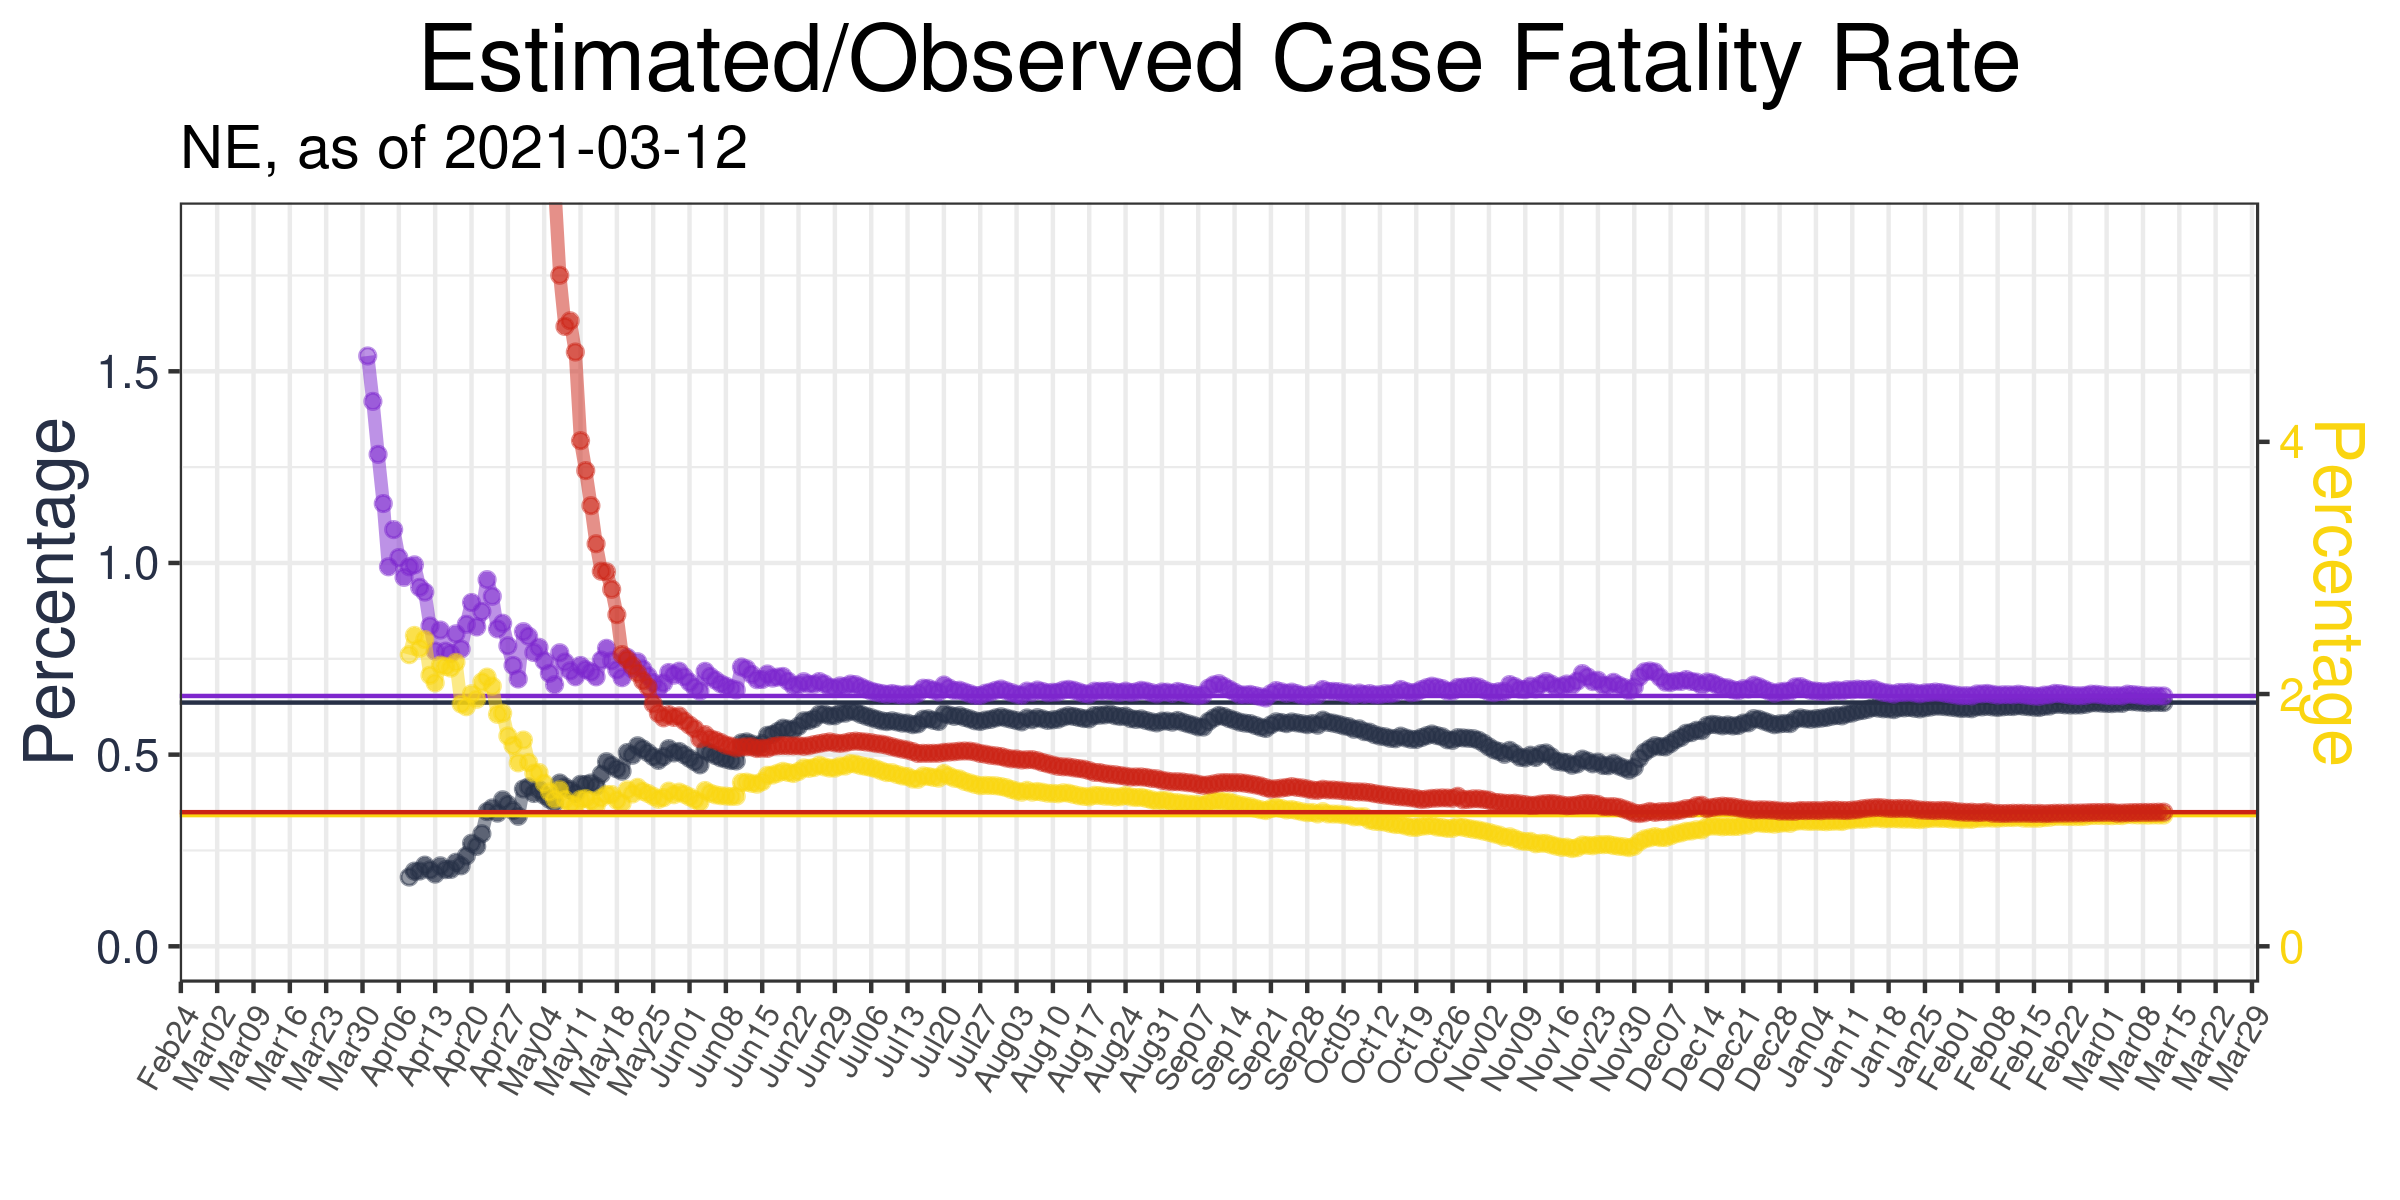 Estimated/Observed Case Fatality Rate
NE, as of 2021-03-12
Percentage
1.5
1.0
0.5
0.0
4
2
0
Percentage
Feb24
Mar02
Mar09
Mar16
Mar23
Mar30
Apr06
Apr13
Apr20
Apr27
May04
May11
May18
May25
Jun01
Jun08
Jun15
Jun22
Jun29
Jul06
Jul13
Jul20
Jul27
Aug03
Aug10
Aug17
Aug24
Aug31
Sep07
Sep14
Sep21
Sep28
Oct05
Oct12
Oct19
Oct26
Nov02
Nov09
Nov16
Nov23
Nov30
Dec07
Dec14
Dec21
Dec28
Jan04
Jan11
Jan18
Jan25
Feb01
Feb08
Feb15
Feb22
Mar01
Mar08
Mar15
Mar22
Mar29